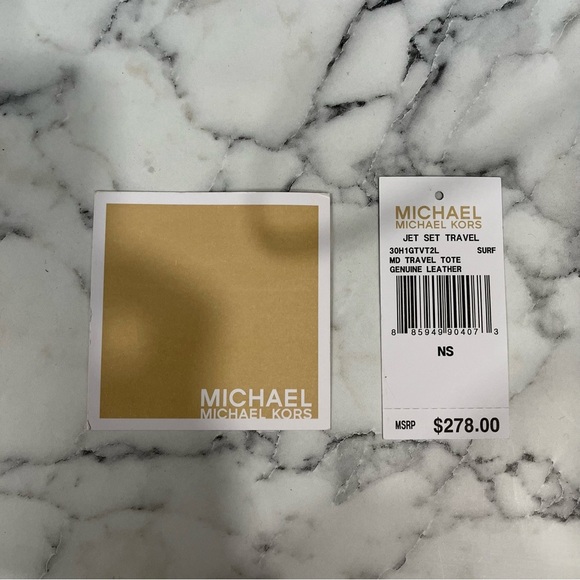 MICHAEL
MICHAEL KORS
MICHAEL
MICHAEL KORS
JET SET TRAVEL
30H1GTVT2L SURF
MD TRAVEL TOTE
GENUINE LEATHER
8 85949 90407 3
NS
MSRP $278.00